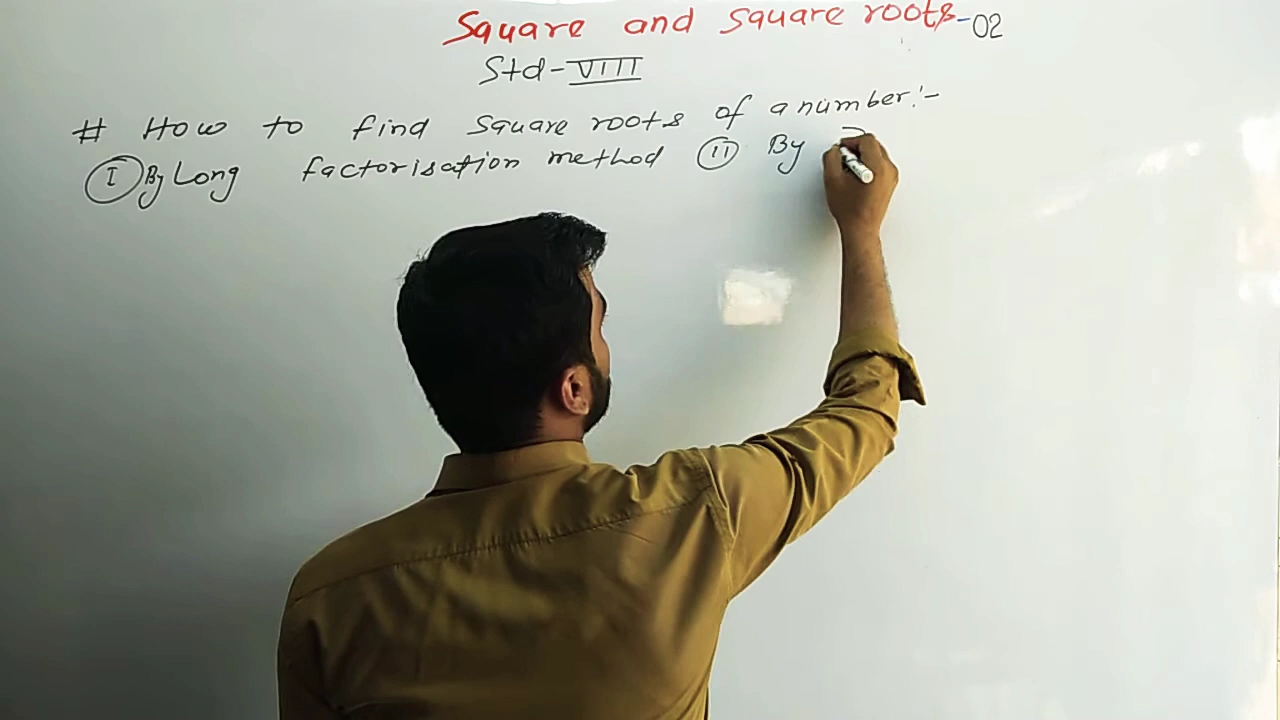 Square and square roots-02
Std-VIII
# How to find square roots of a number:-
I By Long factorisation method II By